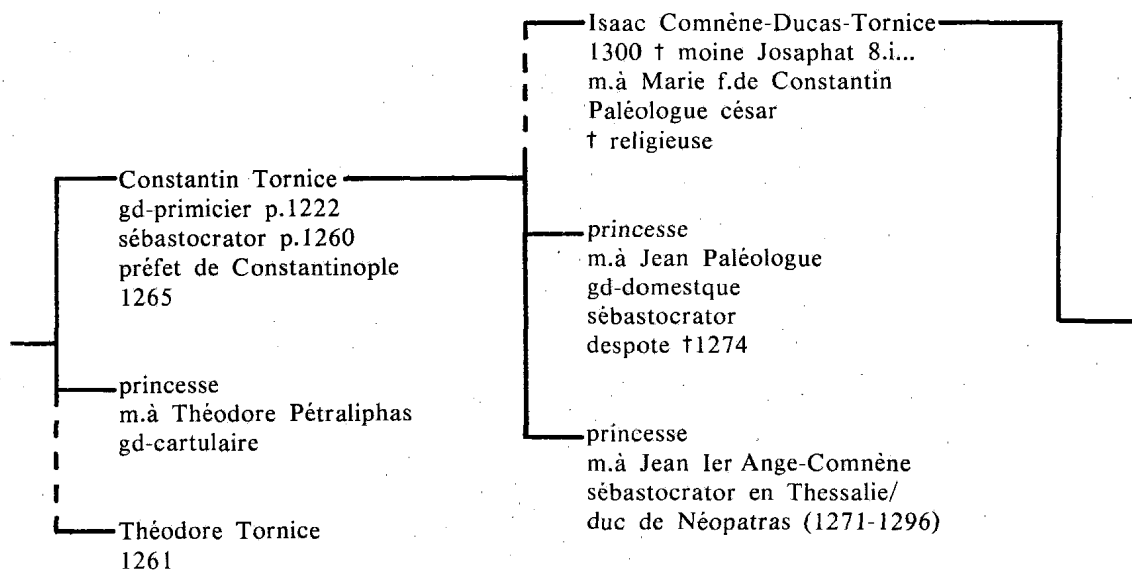 Constantin Tornice
gd-primicier p.1222
sébastocrator p.1260
préfet de Constantinople
1265
princesse
m.à Théodore Pétraliphas
gd-cartulaire
Théodore Tornice
1261
Isaac Comnène-Ducas-Tornice
1300 † moine Josaphat 8.i...
m.à Marie f.de Constantin
Paléologue césar
† religieuse
princesse
m.à Jean Paléologue
gd-domestque
sébastocrator
despote †1274
princesse
m.à Jean Ier Ange-Comnène
sébastocrator en Thessalie/
duc de Néopatras (1271-1296)